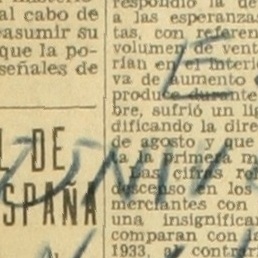 al cabo de
asumir su
que la po-
señales de
L DE
ESPAÑA
respondió la de
a las esperanzas
tas, con referen
volumen de vent
rían en el interio
va de aumento
produce durante
bre, sufrió un lig
dificando la dire
de agosto y que
la primera m
Las cifras re
descenso en los
merciantes con
una insignificar
comparan con la
1933, al contrar